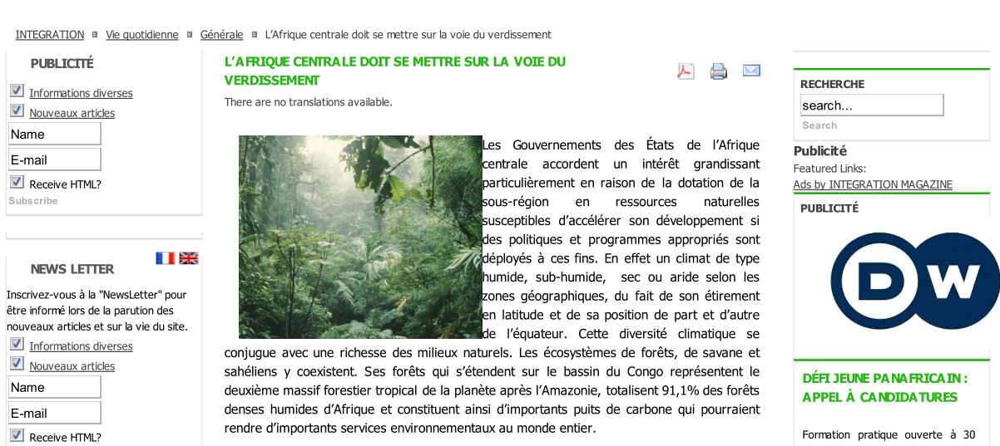 INTEGRATION Vie quotidienne Générale L'Afrique centrale doit se mettre sur la voie du verdissement
PUBLICITÉ
Informations diverses
Nouveaux articles
Name
E-mail
Receive HTML?
Subscribe
NEWS LETTER
Inscrivez-vous à la "NewsLetter" pour
être informé lors de la parution des
nouveaux articles et sur la vie du site.
Informations diverses
Nouveaux articles
Name
E-mail
Receive HTML?
L'AFRIQUE CENTRALE DOIT SE METTRE SUR LA VOIE DU
VERDISSEMENT
There are no translations available.
Les Gouvernements des États de l'Afrique
centrale accordent un intérêt grandissant
particulièrement en raison de la dotation de la
sous-région en ressources naturelles
susceptibles d'accélérer son développement si
des politiques et programmes appropriés sont
déployés à ces fins. En effet un climat de type
humide, sub-humide, sec ou aride selon les
zones géographiques, du fait de son étirement
en latitude et de sa position de part et d'autre
de l'équateur. Cette diversité climatique se
conjugue avec une richesse des milieux naturels. Les écosystèmes de forêts, de savane et
sahéliens y coexistent. Ses forêts qui s'étendent sur le bassin du Congo représentent le
deuxième massif forestier tropical de la planète après l'Amazonie, totalisent 91,1% des forêts
denses humides d'Afrique et constituent ainsi d'importants puits de carbone qui pourraient
rendre d'importants services environnementaux au monde entier.
RECHERCHE
search...
Search
Publicité
Featured Links:
Ads by INTEGRATION MAGAZINE
PUBLICITÉ
DW
DÉFI JEUNE PANAFRICAIN :
APPEL À CANDIDATURES
Formation pratique ouverte à 30